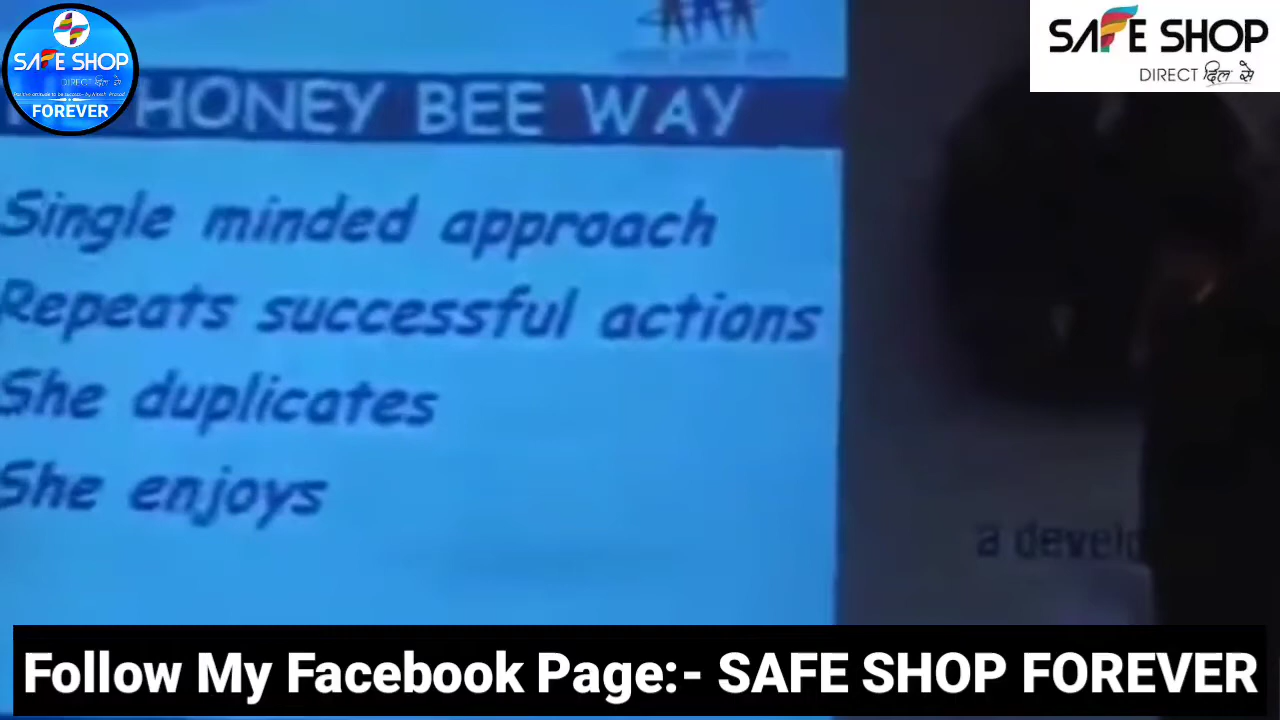 SAFE SHOP
DIRECT दिल से
FOREVER
SAFE SHOP
DIRECT दिल से
HONEY BEE WAY
Single minded approach
Repeats successful actions
She duplicates
She enjoys
a develo
Follow My Facebook Page:- SAFE SHOP FOREVER